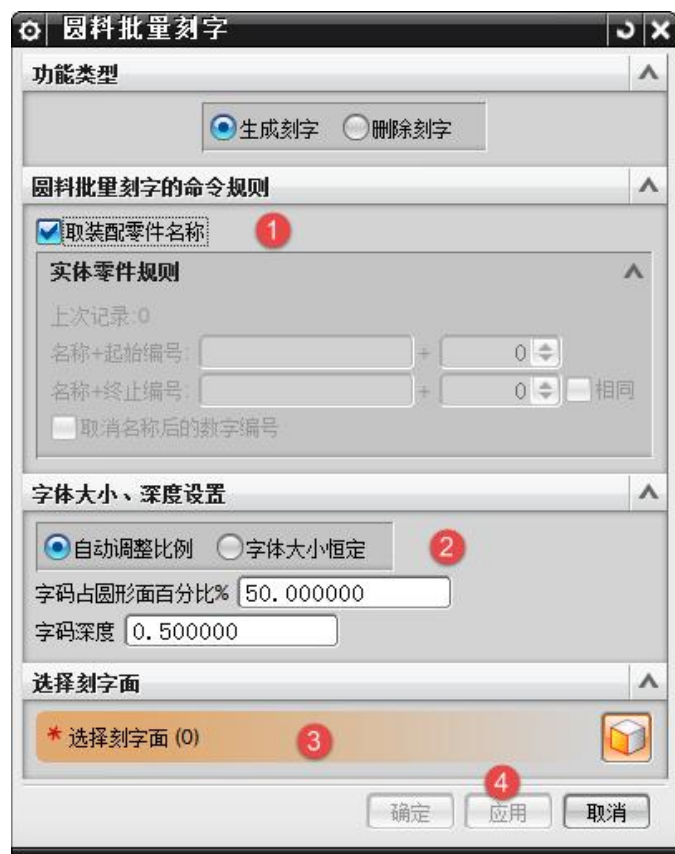 圆料批量刻字
功能类型
生成刻字 删除刻字
圆料批量刻字的命令规则
取装配零件名称 1
实体零件规则
上次记录:0
名称+起始编号: + 0
名称+终止编号: + 0 相同
取消名称后的数字编号
字体大小、深度设置
自动调整比例 字体大小恒定 2
字码占圆形面百分比% 50.000000
字码深度 0.500000
选择刻字面
* 选择刻字面 (0) 3
4
确定 应用 取消